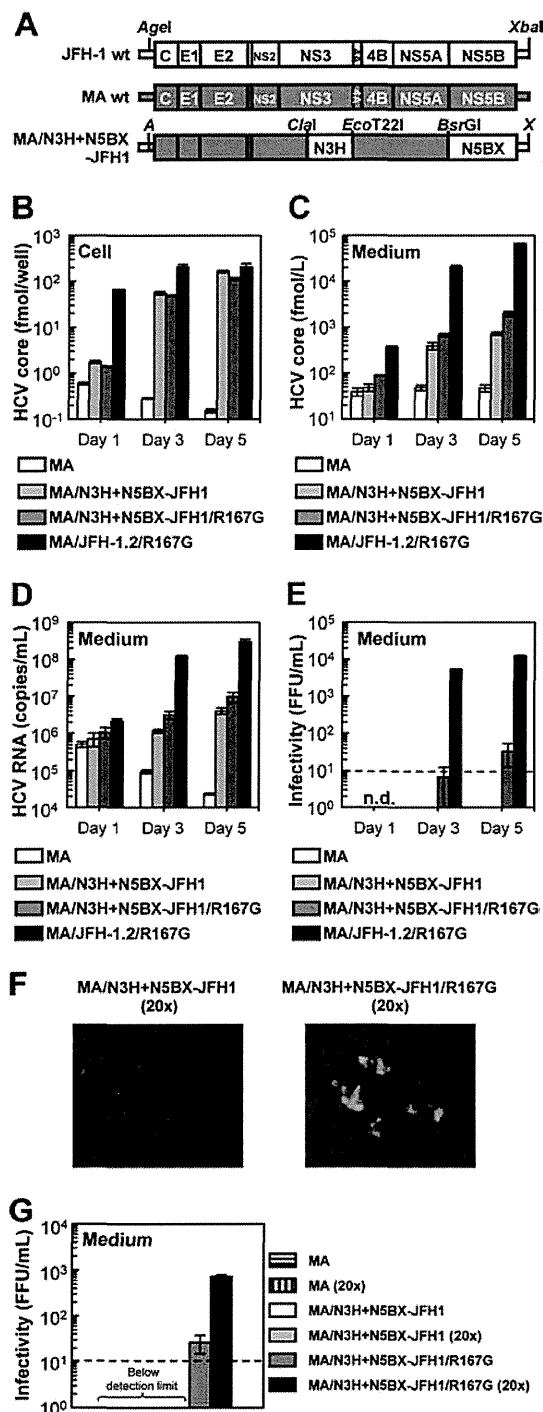 A
AgeI XbaI
JFH-1 wt C E1 E2 NS2 NS3 4B NS5A NS5B
MA wt C E1 E2 NS2 NS3 4B NS5A NS5B
A ClaI EcoT22I BsrGI X
MA/N3H+N5BX
-JFH1 N3H N5BX
B
Cell
HCV core (fmol/well)
10³
10²
10¹
10⁰
10⁻¹
Day 1 Day 3 Day 5
MA
MA/N3H+N5BX-JFH1
MA/N3H+N5BX-JFH1/R167G
MA/JFH-1.2/R167G
C
Medium
HCV core (fmol/L)
10⁵
10⁴
10³
10²
10¹
Day 1 Day 3 Day 5
MA
MA/N3H+N5BX-JFH1
MA/N3H+N5BX-JFH1/R167G
MA/JFH-1.2/R167G
D
Medium
HCV RNA (copies/mL)
10⁹
10⁸
10⁷
10⁶
10⁵
10⁴
Day 1 Day 3 Day 5
MA
MA/N3H+N5BX-JFH1
MA/N3H+N5BX-JFH1/R167G
MA/JFH-1.2/R167G
E
Medium
Infectivity (FFU/mL)
10⁵
10⁴
10³
10²
10¹
10⁰
n.d.
Day 1 Day 3 Day 5
MA
MA/N3H+N5BX-JFH1
MA/N3H+N5BX-JFH1/R167G
MA/JFH-1.2/R167G
F
MA/N3H+N5BX-JFH1
(20x)
MA/N3H+N5BX-JFH1/R167G
(20x)
G
Medium
Infectivity (FFU/mL)
10⁴
10³
10²
10¹
10⁰
Below
detection limit
MA
MA (20x)
MA/N3H+N5BX-JFH1
MA/N3H+N5BX-JFH1 (20x)
MA/N3H+N5BX-JFH1/R167G
MA/N3H+N5BX-JFH1/R167G (20x)